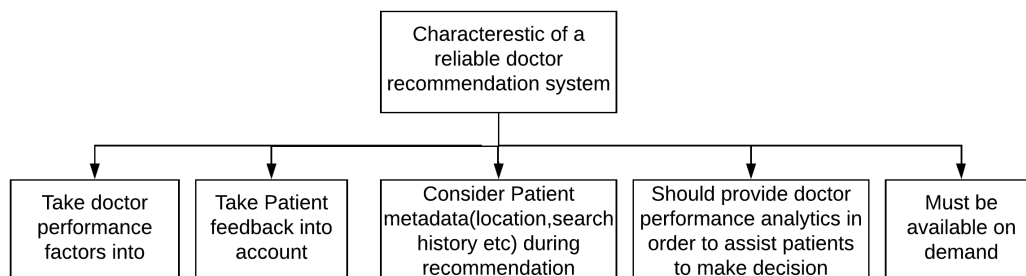 Characterestic of a
reliable doctor
recommendation system
Take doctor
performance
factors into
Take Patient
feedback into
account
Consider Patient
metadata(location,search
history etc) during
recommendation
Should provide doctor
performance analytics in
order to assist patients
to make decision
Must be
available on
demand